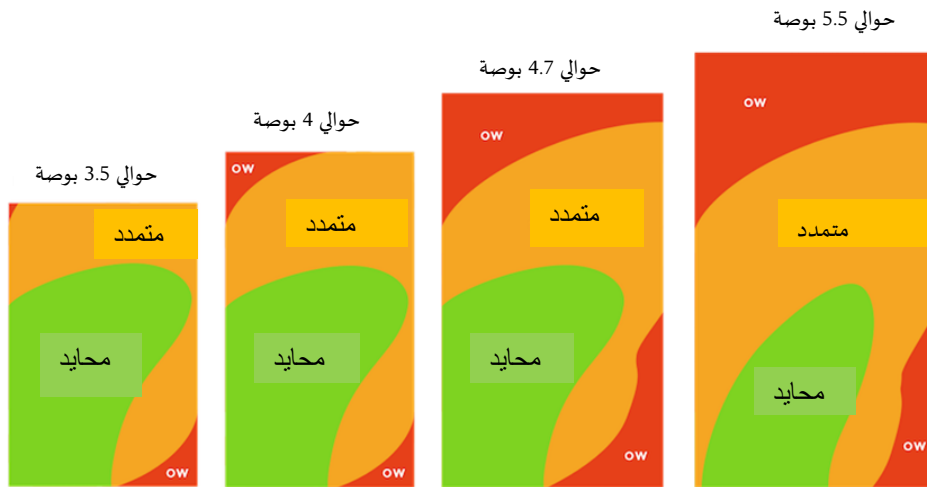 حوالي 5.5 بوصة
حوالي 4.7 بوصة
حوالي 4 بوصة
حوالي 3.5 بوصة
ow
ow
ow
متمدد
متمدد
متمدد
متمدد
محايد
محايد
محايد
محايد
ow
ow
ow
ow